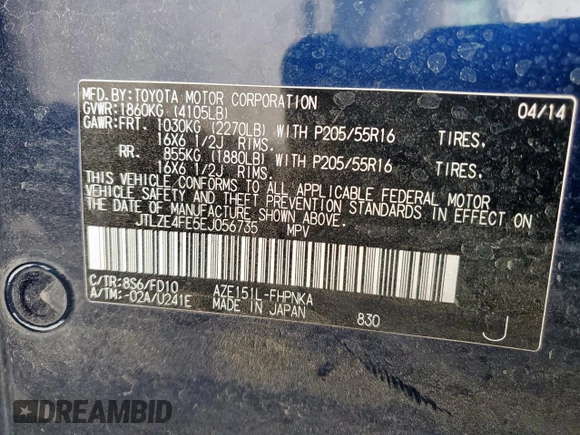 MFD.BY:TOYOTA MOTOR CORPORATION 04/14
GVWR:1860KG (4105LB)
GAWR:FRT. 1030KG (2270LB) WITH P205/55R16 TIRES.
16X6 1/2J RIMS.
RR. 855KG (1880LB) WITH P205/55R16 TIRES.
16X6 1/2J RIMS.
THIS VEHICLE CONFORMS TO ALL APPLICABLE FEDERAL MOTOR
VEHICLE SAFETY AND THEFT PREVENTION STANDARDS IN EFFECT ON
THE DATE OF MANUFACTURE SHOWN ABOVE.
JTLZE4FE6EJ056735 MPV
C/TR:8S6/FD10 AZE151L-FHPNKA
A/TM:-02A/U241E MADE IN JAPAN 830 J
DREAMBID